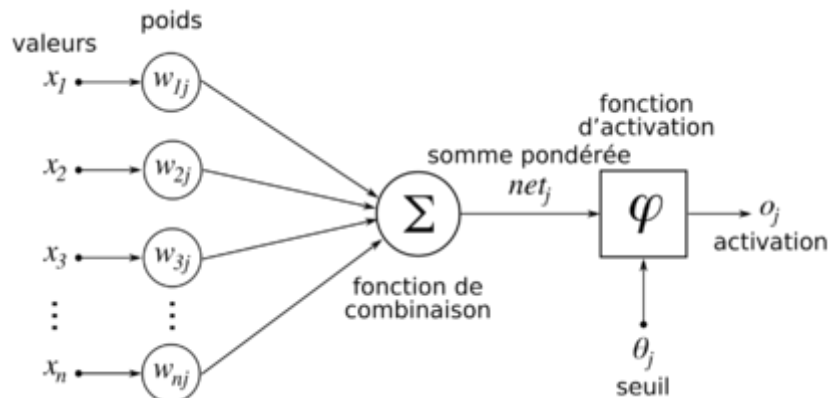 poids
valeurs
x₁
w₁ⱼ
x₂
w₂ⱼ
x₃
w₃ⱼ
⋮
⋮
xₙ
wₙⱼ
Σ
fonction de
combinaison
somme pondérée
netⱼ
fonction
d'activation
φ
oⱼ
activation
θⱼ
seuil